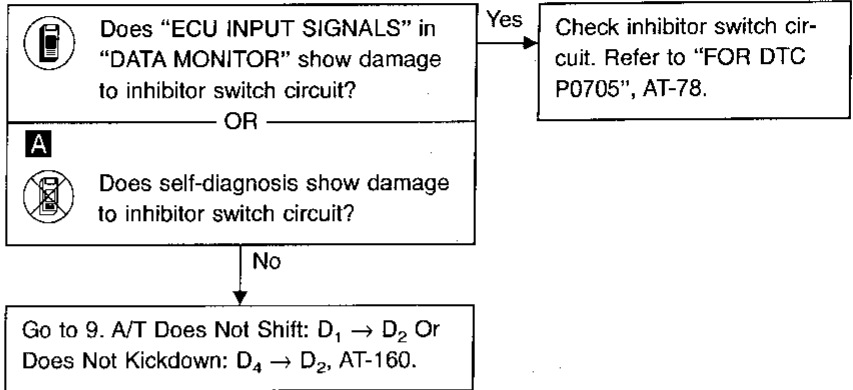 Does “ECU INPUT SIGNALS” in
“DATA MONITOR” show damage
to inhibitor switch circuit?
Yes
Check inhibitor switch cir-
cuit. Refer to “FOR DTC
P0705”, AT-78.
OR
A
Does self-diagnosis show damage
to inhibitor switch circuit?
No
Go to 9. A/T Does Not Shift: D₁ → D₂ Or
Does Not Kickdown: D₄ → D₂, AT-160.